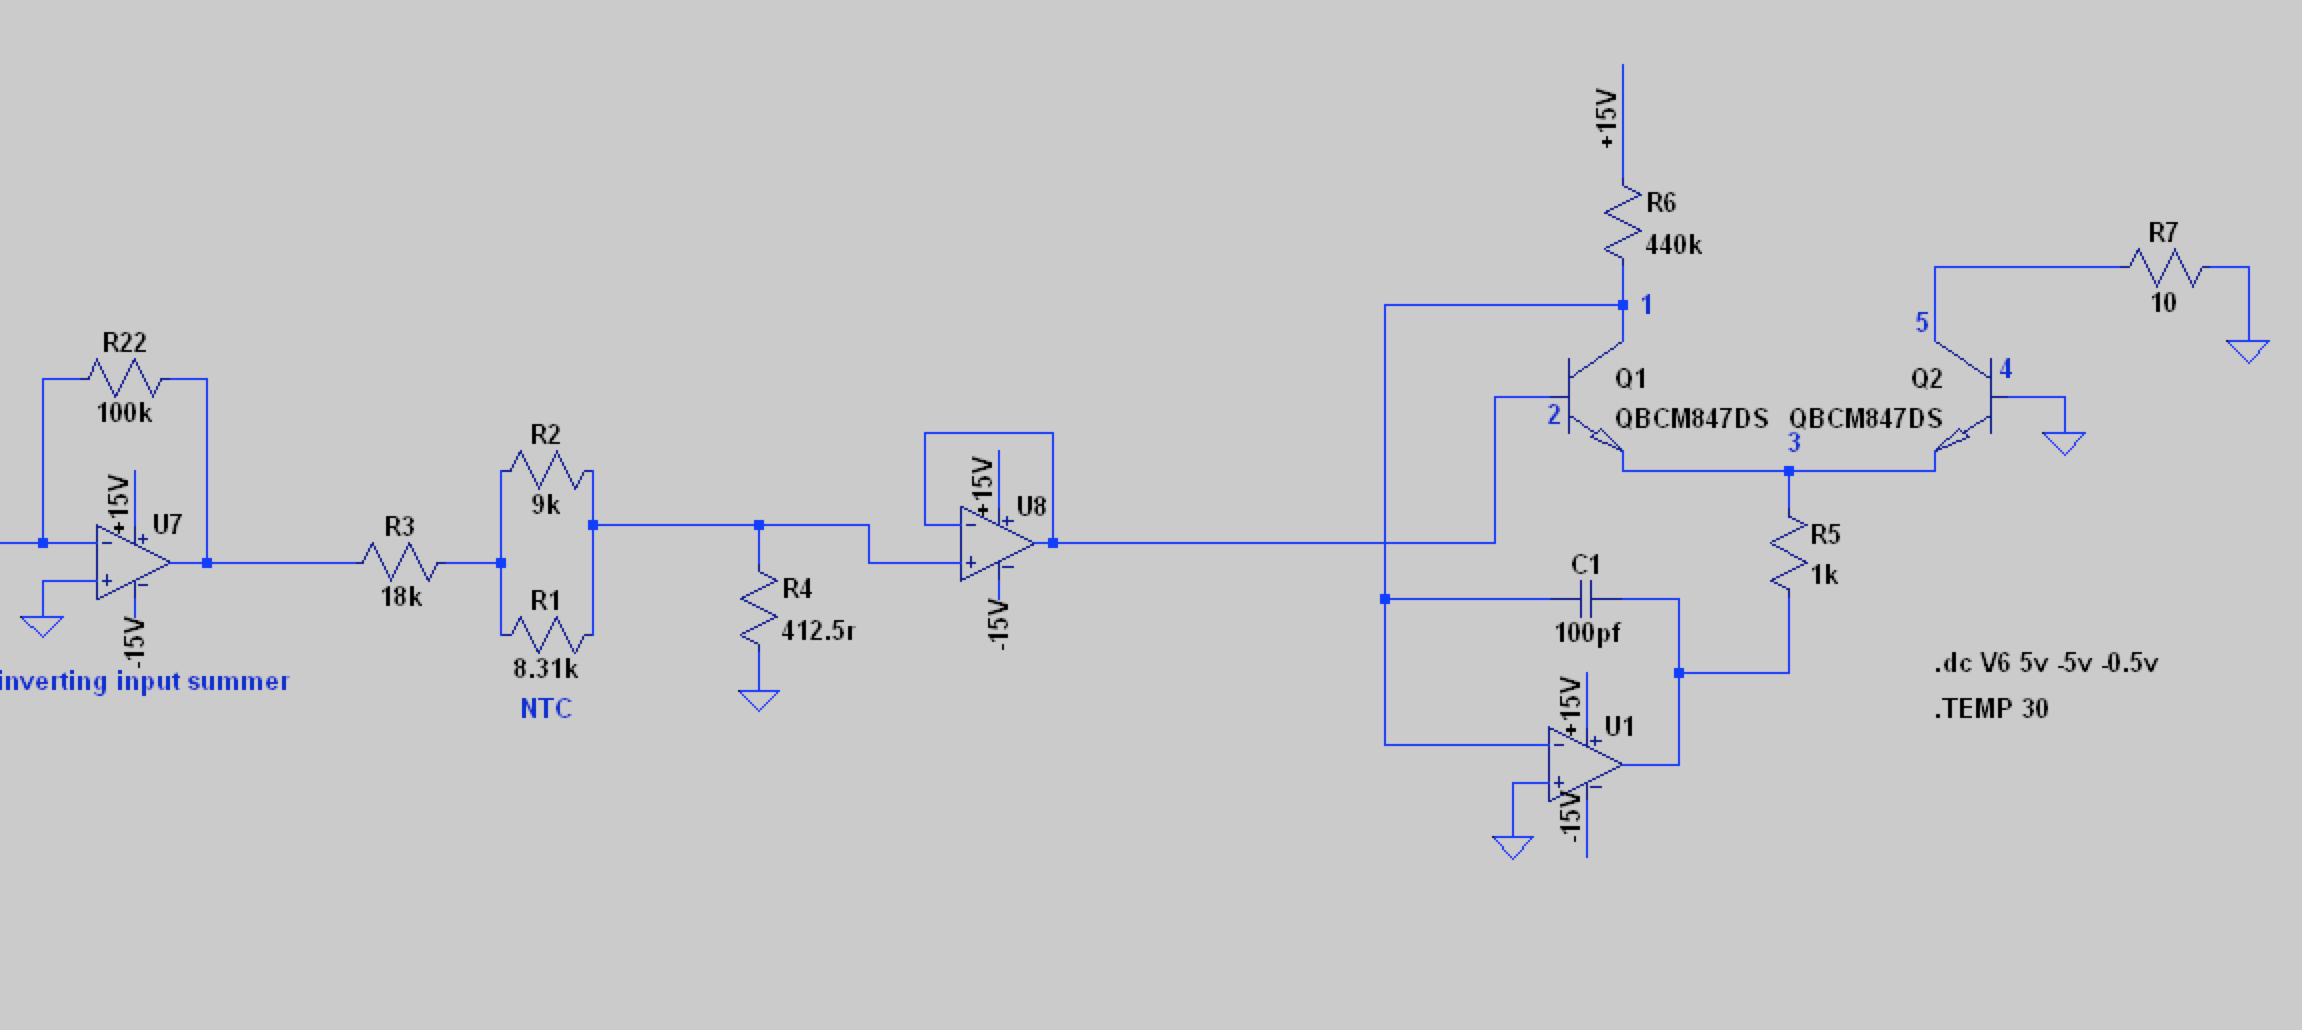 +15V
R6
440k
1
R7
10
5
R22
100k
Q1
QBCM847DS
2
Q2
QBCM847DS
4
3
R2
9k
+15V
U7
-15V
inverting input summer
R3
18k
R1
8.31k
NTC
R4
412.5r
+15V
U8
-15V
R5
1k
C1
100pf
+15V
U1
-15V
.dc V6 5v -5v -0.5v
.TEMP 30